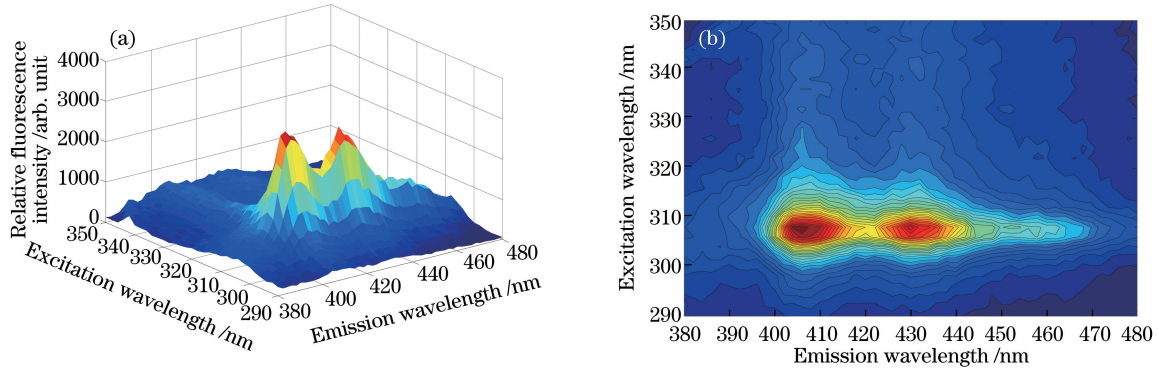 (a)
Relative fluorescence
intensity /arb. unit
4000
3000
2000
1000
0
350
340
330
320
310
300
290
Excitation wavelength /nm
380
400
420
440
460
480
Emission wavelength /nm
(b)
Excitation wavelength /nm
350
340
330
320
310
300
290
380 390 400 410 420 430 440 450 460 470 480
Emission wavelength /nm